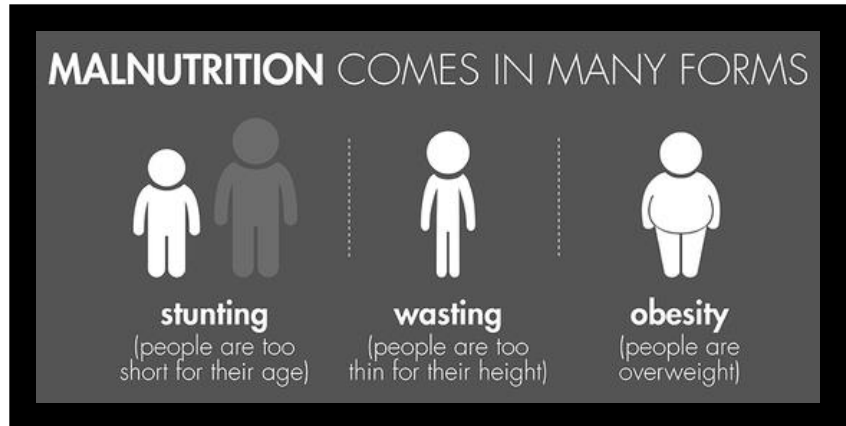 MALNUTRITION COMES IN MANY FORMS
stunting
(people are too
short for their age)
wasting
(people are too
thin for their height)
obesity
(people are
overweight)